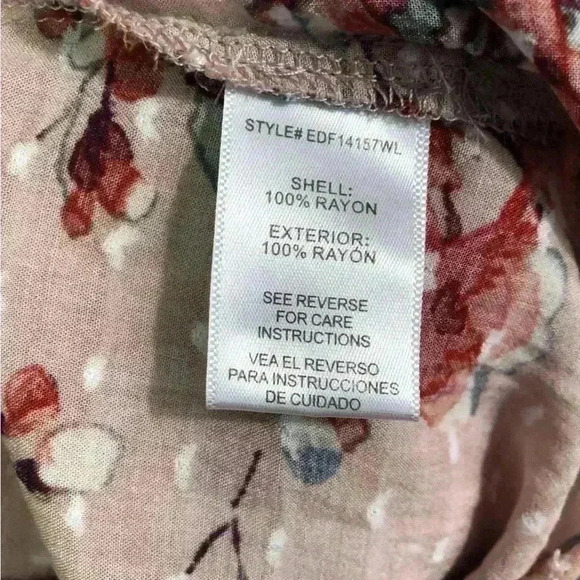 STYLE# EDF14157WL
SHELL:
100% RAYON
EXTERIOR:
100% RAYÓN
SEE REVERSE
FOR CARE
INSTRUCTIONS
VEA EL REVERSO
PARA INSTRUCCIONES
DE CUIDADO